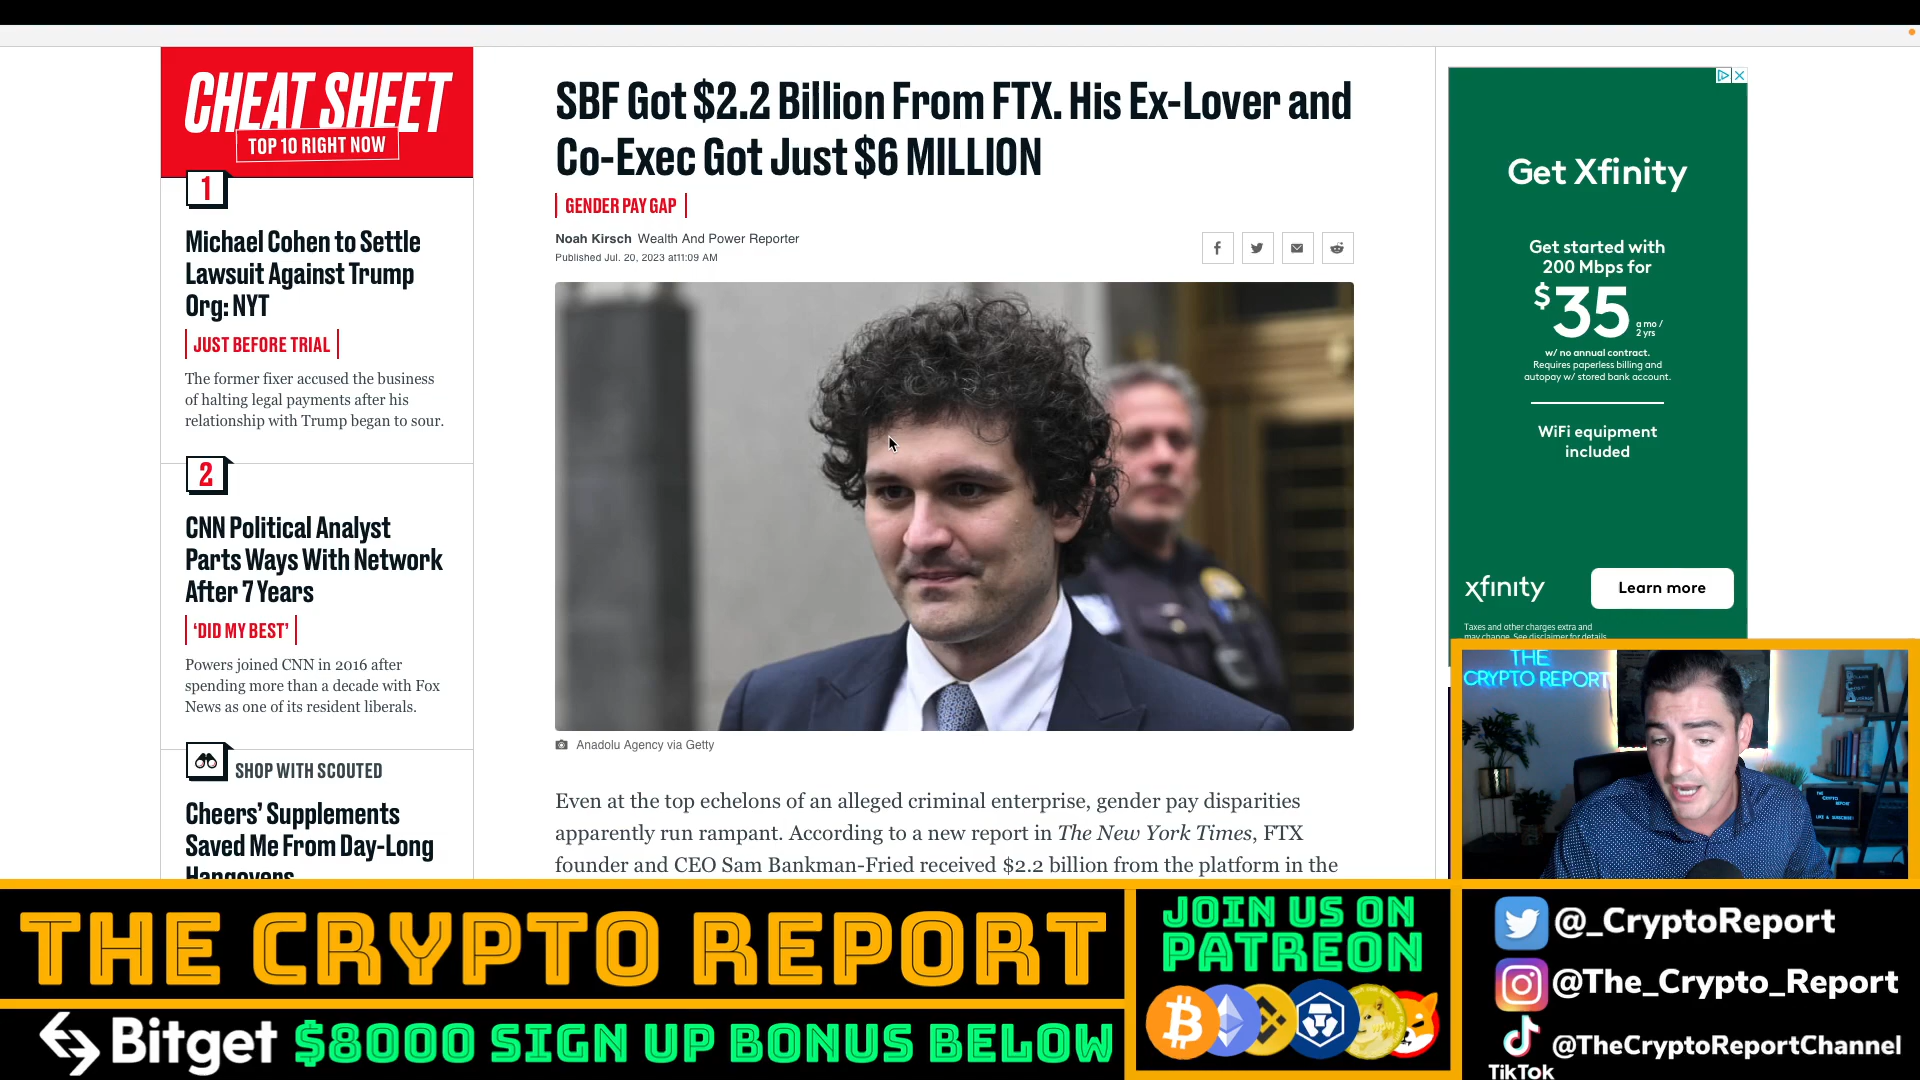 CHEAT SHEET
TOP 10 RIGHT NOW
1
Michael Cohen to Settle
Lawsuit Against Trump
Org: NYT
JUST BEFORE TRIAL
The former fixer accused the business
of halting legal payments after his
relationship with Trump began to sour.
2
CNN Political Analyst
Parts Ways With Network
After 7 Years
'DID MY BEST'
Powers joined CNN in 2016 after
spending more than a decade with Fox
News as one of its resident liberals.
SHOP WITH SCOUTED
Cheers' Supplements
Saved Me From Day-Long
Hangovers
SBF Got $2.2 Billion From FTX. His Ex-Lover and
Co-Exec Got Just $6 MILLION
GENDER PAY GAP
Noah Kirsch Wealth And Power Reporter
Published Jul. 20, 2023 at11:09 AM
Anadolu Agency via Getty
Even at the top echelons of an alleged criminal enterprise, gender pay disparities
apparently run rampant. According to a new report in The New York Times, FTX
founder and CEO Sam Bankman-Fried received $2.2 billion from the platform in the
Get Xfinity
Get started with
200 Mbps for
$35
a mo /
2 yrs
w/ no annual contract.
Requires paperless billing and
autopay w/ stored bank account.
WiFi equipment
included
xfinity
Learn more
Taxes and other charges extra and
may change. See disclaimer for details
THE
CRYPTO REPORT
THE CRYPTO REPORT
Bitget $8000 SIGN UP BONUS BELOW
JOIN US ON
PATREON
@_CryptoReport
@The_Crypto_Report
@TheCryptoReportChannel
TikTok